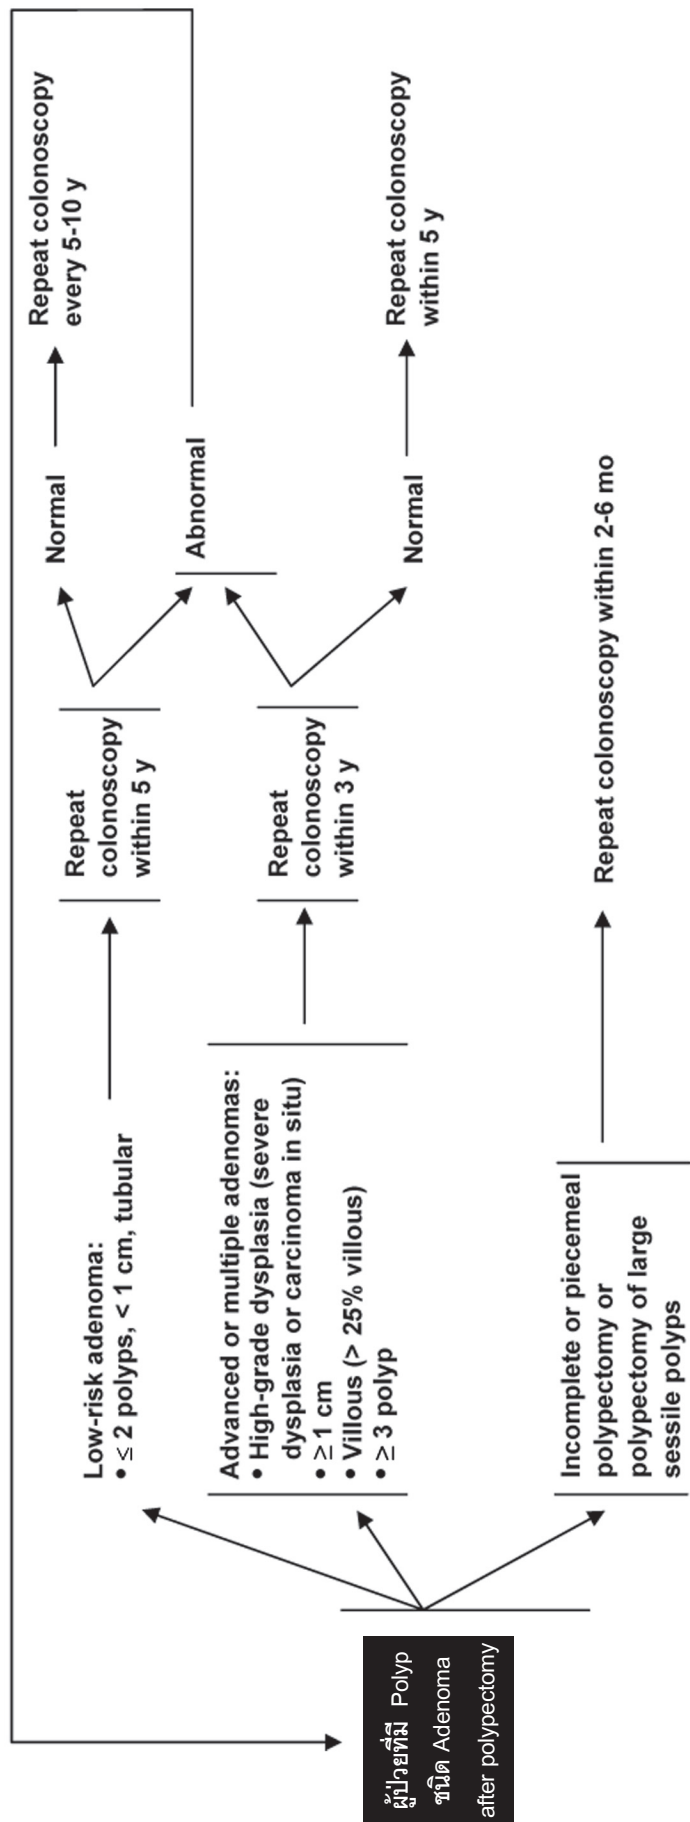 ผู้ป่วยที่มี Polyp
ชนิด Adenoma
after polypectomy
Low-risk adenoma:
• ≤ 2 polyps, < 1 cm, tubular
Repeat
colonoscopy
within 5 y
Normal
Repeat colonoscopy
every 5-10 y
Abnormal
Advanced or multiple adenomas:
• High-grade dysplasia (severe
dysplasia or carcinoma in situ)
• ≥ 1 cm
• Villous (> 25% villous)
• ≥ 3 polyp
Repeat
colonoscopy
within 3 y
Normal
Repeat colonoscopy
within 5 y
Incomplete or piecemeal
polypectomy or
polypectomy of large
sessile polyps
Repeat colonoscopy within 2-6 mo